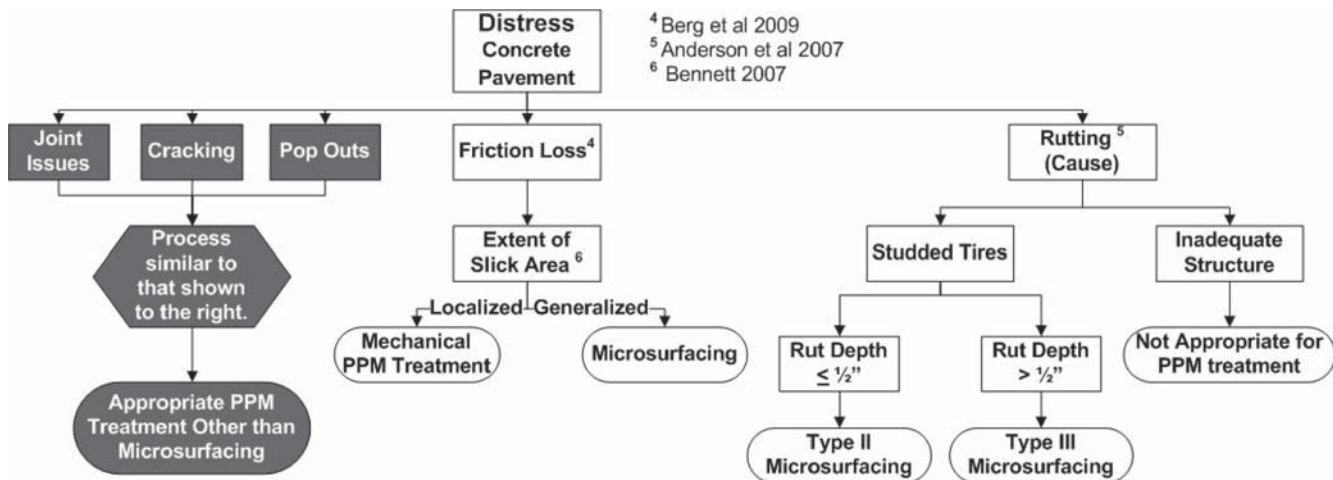 Distress
Concrete
Pavement
4 Berg et al 2009
5 Anderson et al 2007
6 Bennett 2007
Joint
Issues
Cracking
Pop Outs
Friction Loss4
Rutting 5
(Cause)
Process
similar to
that shown
to the right.
Extent of
Slick Area 6
Studded Tires
Inadequate
Structure
Localized Generalized
Mechanical
PPM Treatment
Microsurfacing
Rut Depth
≤ ½”
Rut Depth
> ½”
Not Appropriate for
PPM treatment
Appropriate PPM
Treatment Other than
Microsurfacing
Type II
Microsurfacing
Type III
Microsurfacing